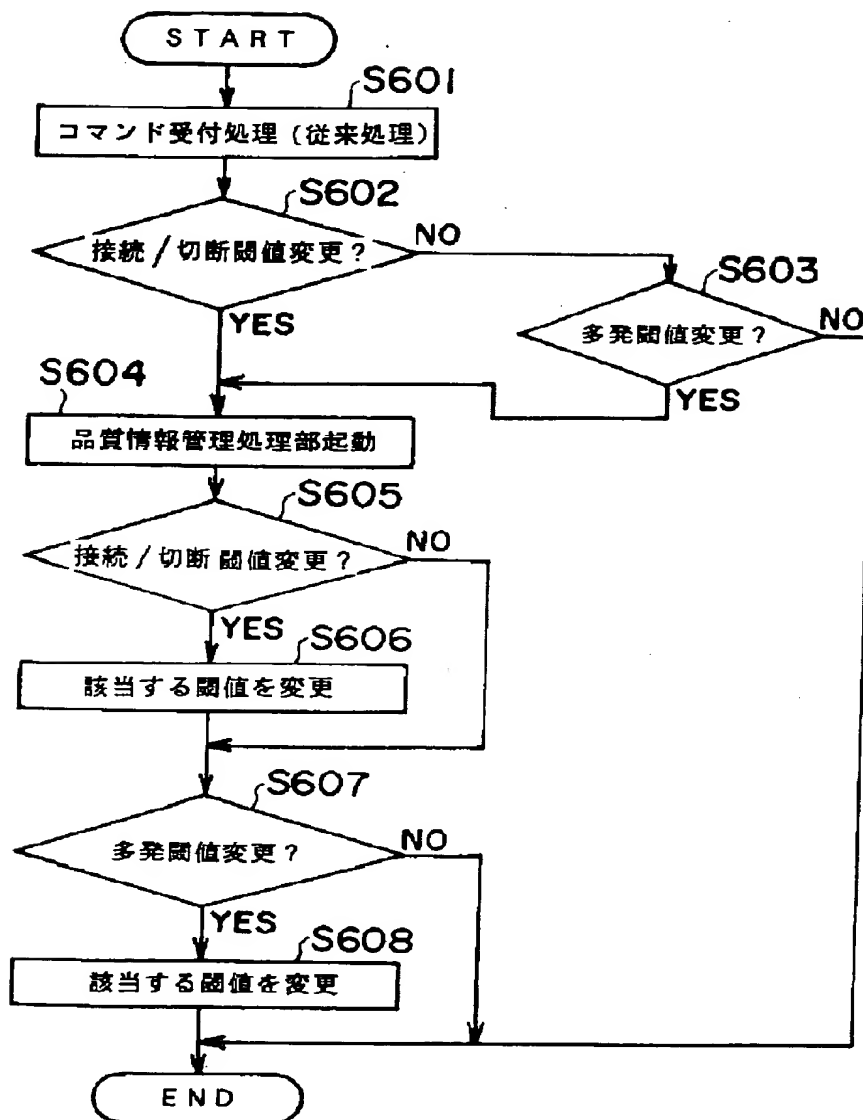 START
S601
コマンド受付処理(従来処理)
S602
接続/切断閾値変更?
NO
S603
YES
多発閾値変更?
NO
YES
S604
品質情報管理処理部起動
S605
接続/切断閾値変更?
NO
YES
S606
該当する閾値を変更
S607
多発閾値変更?
NO
YES
S608
該当する閾値を変更
END